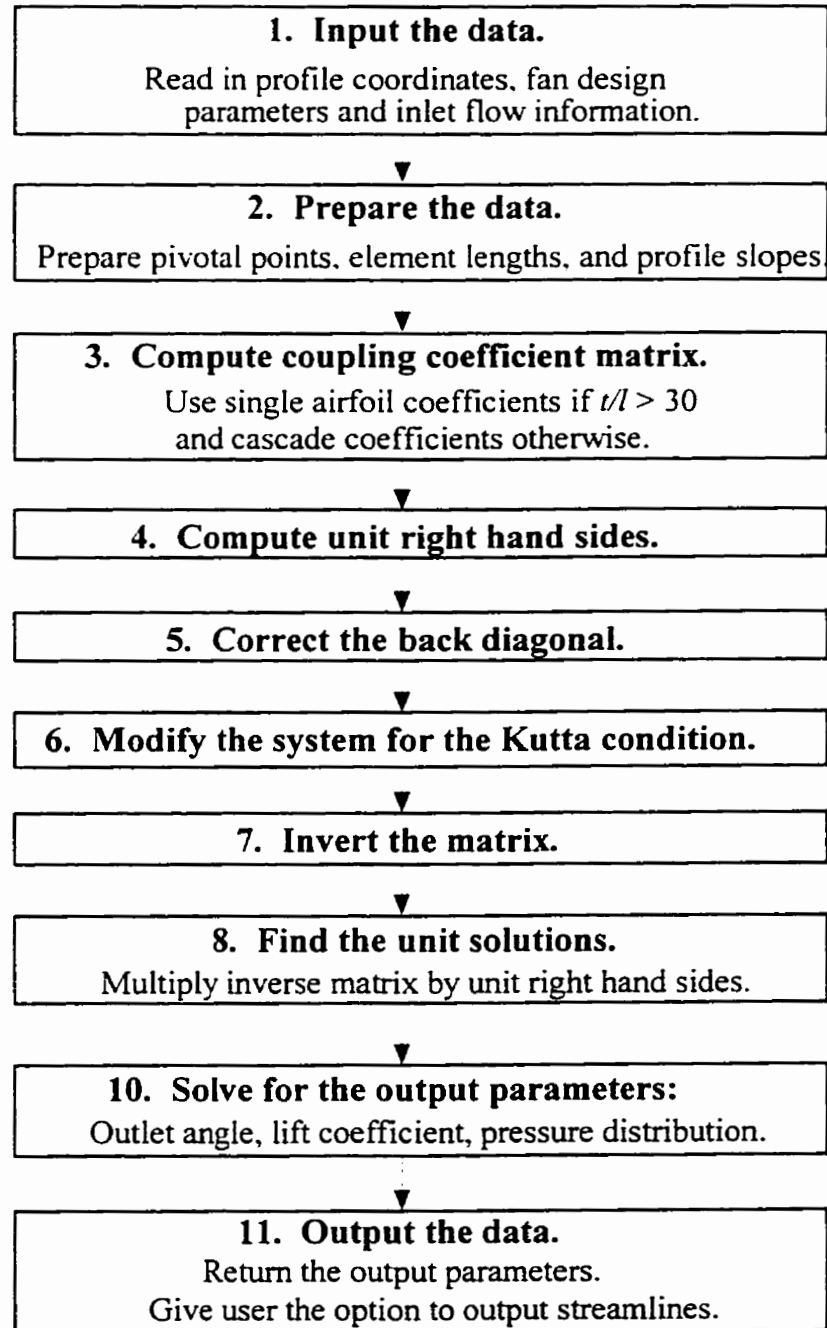 1. Input the data.
Read in profile coordinates, fan design
parameters and inlet flow information.
2. Prepare the data.
Prepare pivotal points, element lengths, and profile slopes.
3. Compute coupling coefficient matrix.
Use single airfoil coefficients if t/l > 30
and cascade coefficients otherwise.
4. Compute unit right hand sides.
5. Correct the back diagonal.
6. Modify the system for the Kutta condition.
7. Invert the matrix.
8. Find the unit solutions.
Multiply inverse matrix by unit right hand sides.
10. Solve for the output parameters:
Outlet angle, lift coefficient, pressure distribution.
11. Output the data.
Return the output parameters.
Give user the option to output streamlines.